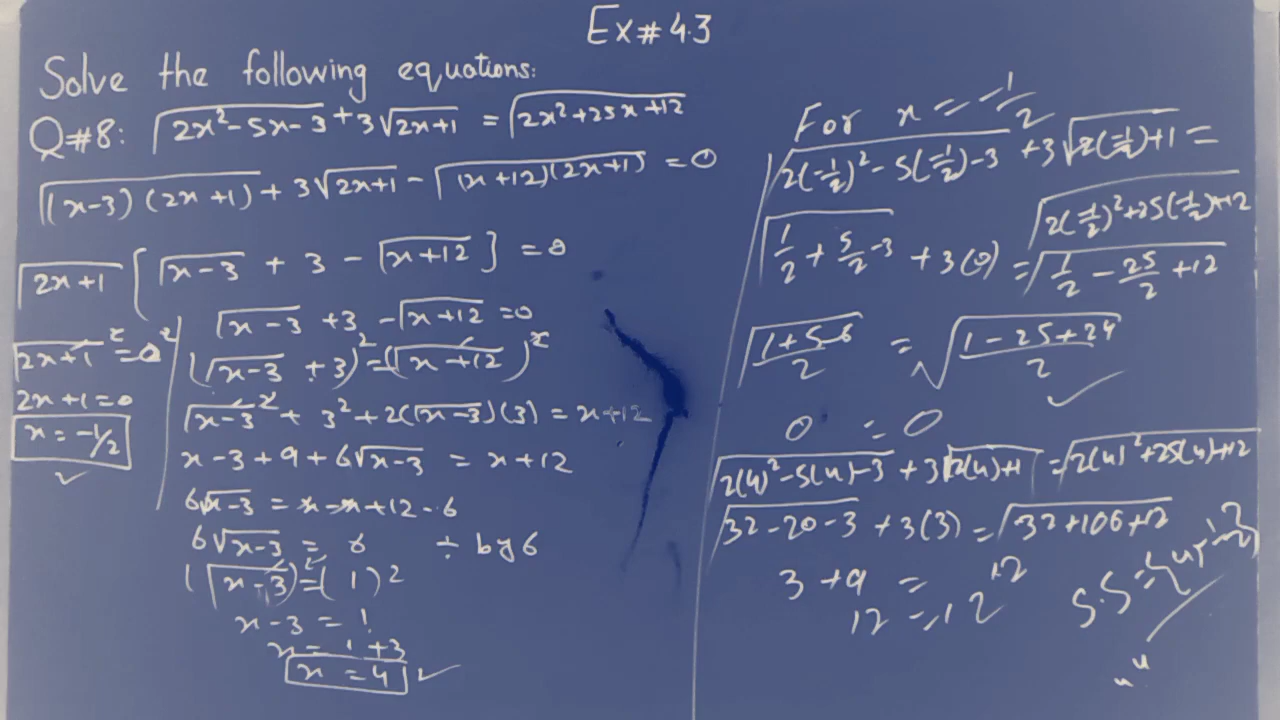 Ex# 4.3
Solve the following equations:
Q#8: √(2x²-5x-3) + 3√(2x+1) = √(2x²+25x+12)
√((x-3)(2x+1)) + 3√(2x+1) - √((x+12)(2x+1)) = 0
√(2x+1) [√(x-3) + 3 - √(x+12)] = 0
√(2x+1)² = 0²
2x+1=0
x = -1/2
√(x-3) + 3 - √(x+12) = 0
(√(x-3) + 3)² = (√(x+12))²
√(x-3)² + 3² + 2(√(x-3))(3) = x+12
x-3+9+6√(x-3) = x+12
6√(x-3) = x-x+12-6
6√(x-3) = 6 ÷ by 6
(√(x-3))² = (1)²
x-3 = 1
x = 1+3
x = 4
For x = -1/2
√(2(-1/2)²-5(-1/2)-3) + 3√(2(-1/2)+1) =
√(2(-1/2)²+25(-1/2)+12)
√(1/2+5/2-3) + 3(0) = √(1/2-25/2+12)
√((1+5-6)/2) = √((1-25+24)/2)
0 = 0
√(2(4)²-5(4)-3) + 3√(2(4)+1) = √(2(4)²+25(4)+12)
√(32-20-3) + 3(3) = √(32+100+12)
3+9 = 12
12 = 12
S.S = {4, -1/2}